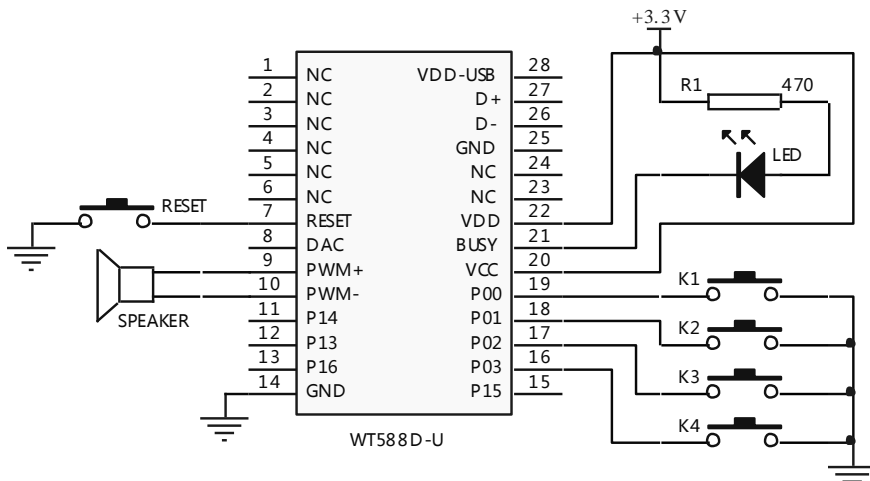 +3.3V
R1 470
LED
1 NC VDD-USB 28
2 NC D+ 27
3 NC D- 26
4 NC GND 25
5 NC NC 24
6 NC NC 23
RESET 7 RESET VDD 22
8 DAC BUSY 21
9 PWM+ VCC 20
10 PWM- P00 19 K1
SPEAKER 11 P14 P01 18 K2
12 P13 P02 17
13 P16 P03 16 K3
14 GND P15 15
K4
WT588D-U